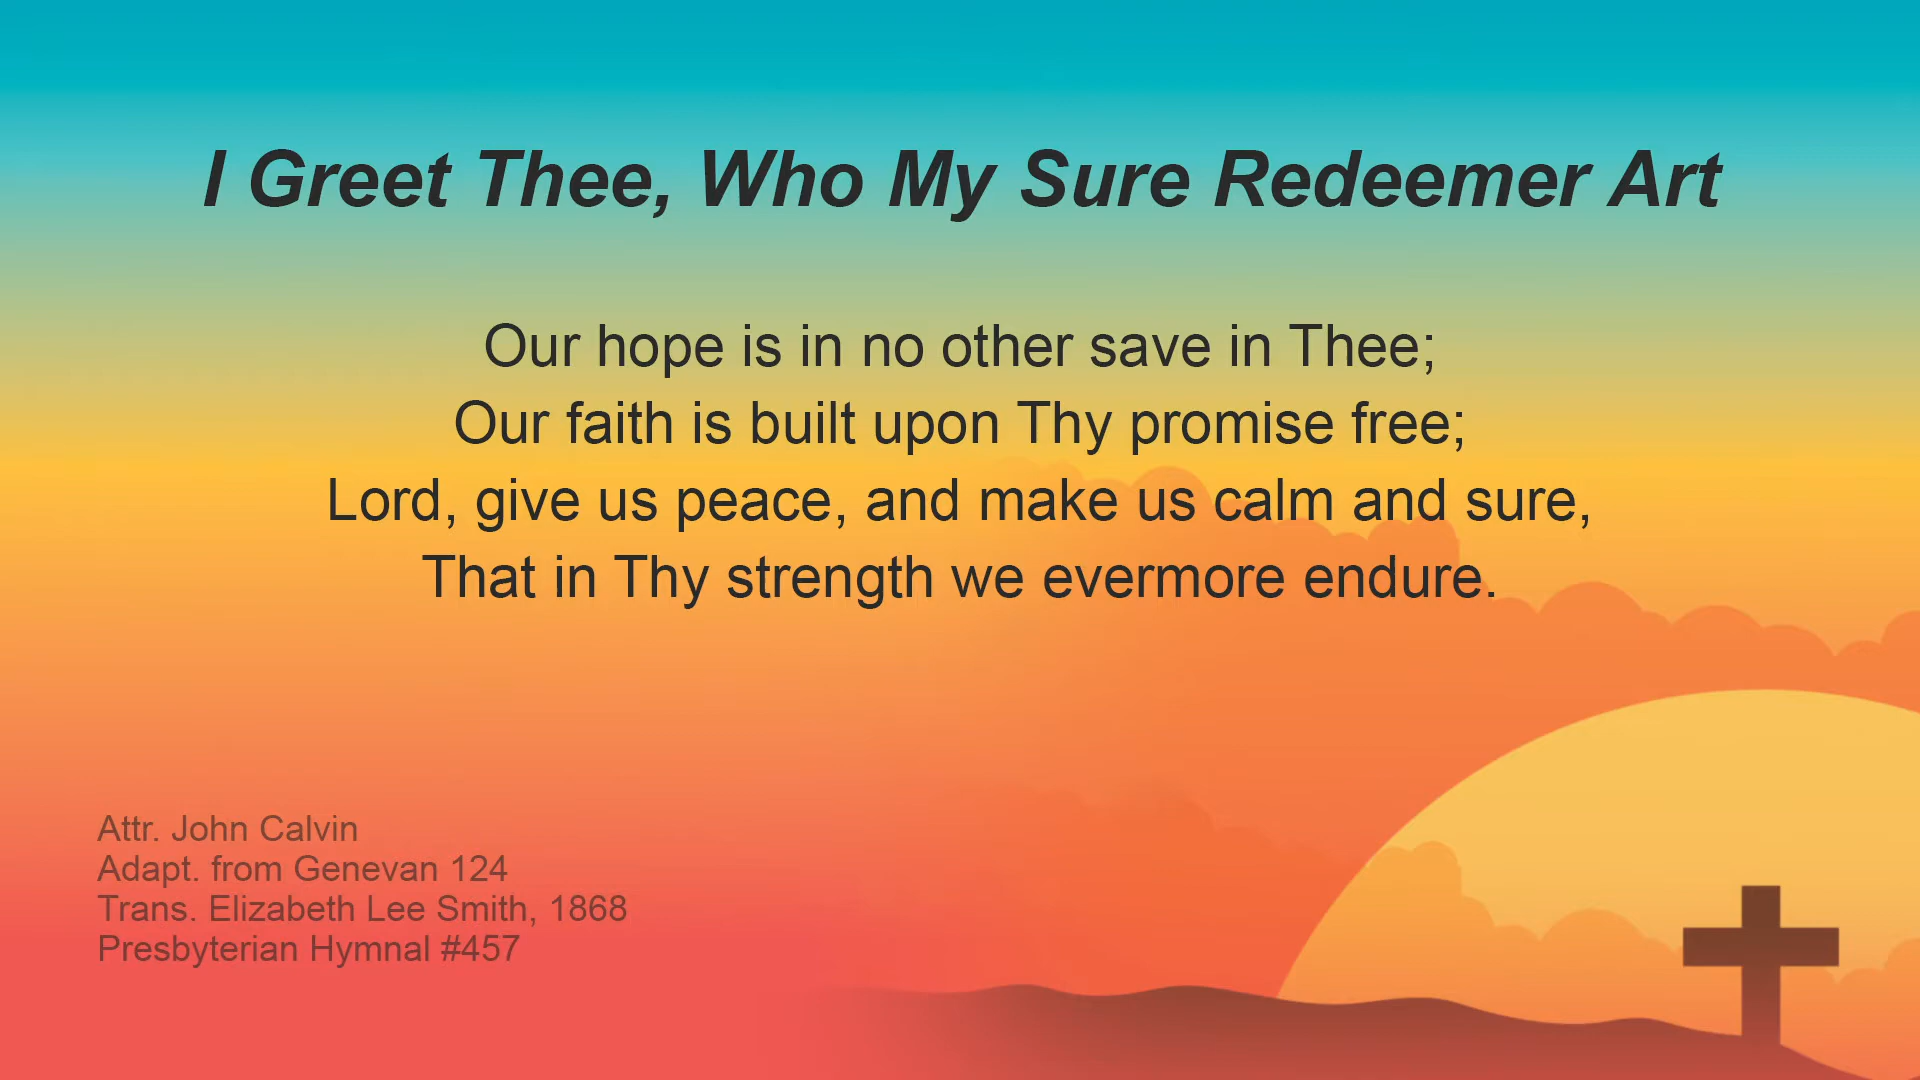 I Greet Thee, Who My Sure Redeemer Art
Our hope is in no other save in Thee;
Our faith is built upon Thy promise free;
Lord, give us peace, and make us calm and sure,
That in Thy strength we evermore endure.
Attr. John Calvin
Adapt. from Genevan 124
Trans. Elizabeth Lee Smith, 1868
Presbyterian Hymnal #457